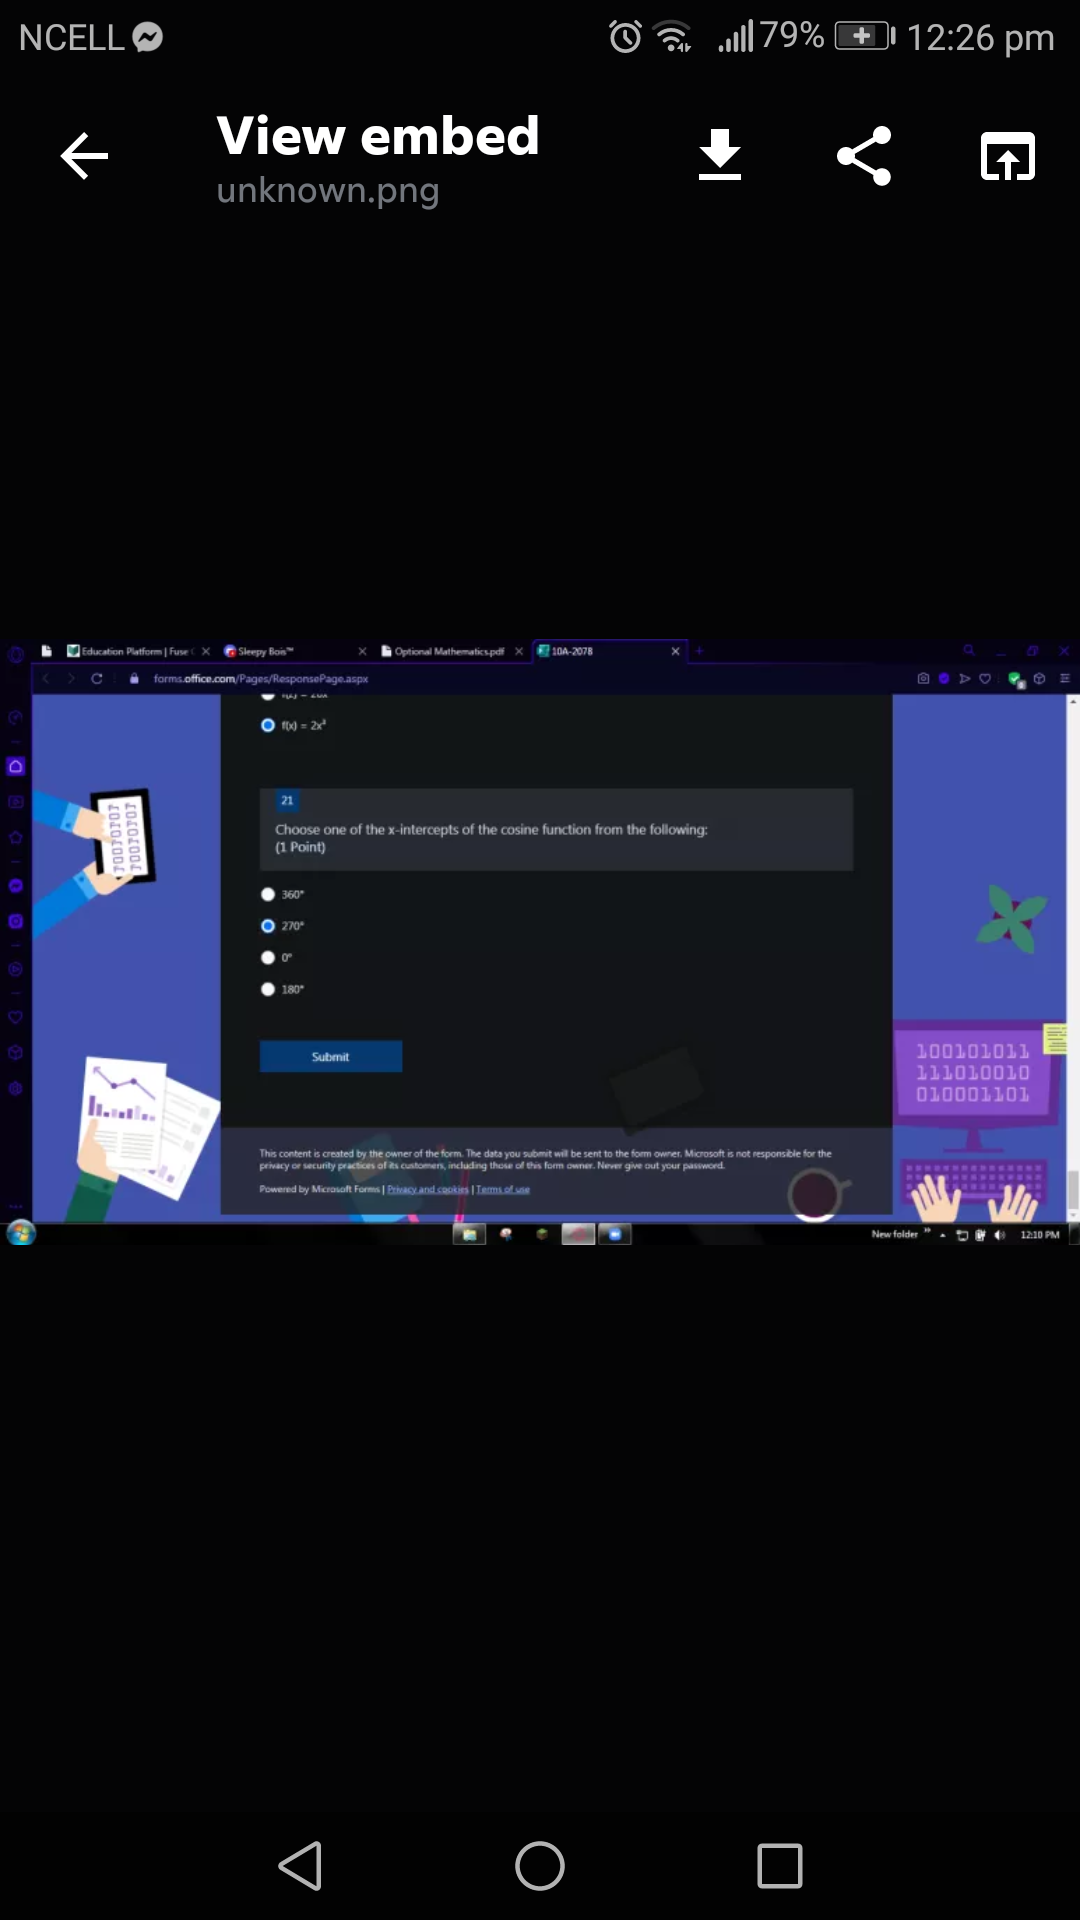 NCELL
79%
12:26 pm
View embed
unknown.png
Education Platform | Fuse
Sleepy Bois™
Optional Mathematics.pdf
10A-2078
forms.office.com/Pages/ResponsePage.aspx
f(x) = 2x³
21
Choose one of the x-intercepts of the cosine function from the following:
(1 Point)
360°
270°
0°
180°
Submit
This content is created by the owner of the form. The data you submit will be sent to the form owner. Microsoft is not responsible for the
privacy or security practices of its customers, including those of this form owner. Never give out your password.
Powered by Microsoft Forms | Privacy and cookies | Terms of use
100101011
111010010
010001101
New folder
12:10 PM